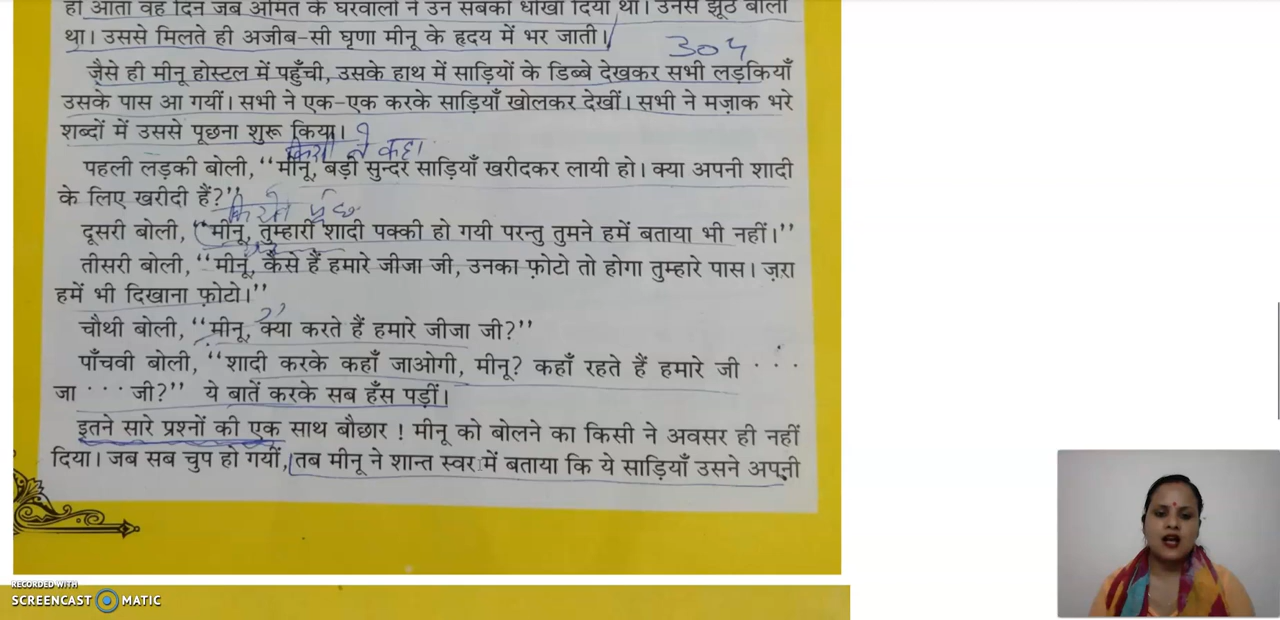 हो आता वह दिन जब अमित के घरवालों ने उन सबको धोखा दिया था। उनसे झूठ बोला
था। उससे मिलते ही अजीब-सी घृणा मीनू के हृदय में भर जाती।
जैसे ही मीनू होस्टल में पहुँची, उसके हाथ में साड़ियों के डिब्बे देखकर सभी लड़कियाँ
उसके पास आ गयीं। सभी ने एक-एक करके साड़ियाँ खोलकर देखीं। सभी ने मज़ाक भरे
शब्दों में उससे पूछना शुरू किया।
किसी ने कहा
पहली लड़की बोली, “मीनू, बड़ी सुन्दर साड़ियाँ खरीदकर लायी हो। क्या अपनी शादी
के लिए खरीदी हैं?”
दूसरी बोली, “मीनू, तुम्हारी शादी पक्की हो गयी परन्तु तुमने हमें बताया भी नहीं।”
तीसरी बोली, “मीनू, कैसे हैं हमारे जीजा जी, उनका फ़ोटो तो होगा तुम्हारे पास। ज़रा
हमें भी दिखाना फ़ोटो।”
चौथी बोली, “मीनू, क्या करते हैं हमारे जीजा जी?”
पाँचवी बोली, “शादी करके कहाँ जाओगी, मीनू? कहाँ रहते हैं हमारे जी · · ·
जा · · · जी?” ये बातें करके सब हँस पड़ीं।
इतने सारे प्रश्नों की एक साथ बौछार ! मीनू को बोलने का किसी ने अवसर ही नहीं
दिया। जब सब चुप हो गयीं, तब मीनू ने शान्त स्वर में बताया कि ये साड़ियाँ उसने अपनी
RECORDED WITH
SCREENCAST MATIC